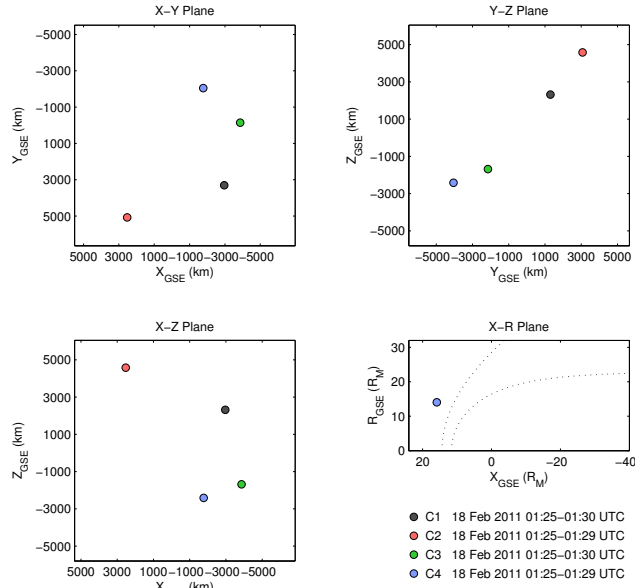 X−Y Plane
−5000
−3000
−1000
1000
3000
5000
Y_GSE (km)
5000 3000 1000−1000−3000−5000
X_GSE (km)
Y−Z Plane
5000
3000
1000
−1000
−3000
−5000
Z_GSE (km)
−5000−3000−1000 1000 3000 5000
Y_GSE (km)
X−Z Plane
5000
3000
1000
−1000
−3000
−5000
Z_GSE (km)
5000 3000 1000−1000−3000−5000
X−R Plane
30
20
10
0
R_GSE (R_M)
20 0 −20 −40
X_GSE (R_M)
C1 18 Feb 2011 01:25−01:30 UTC
C2 18 Feb 2011 01:25−01:29 UTC
C3 18 Feb 2011 01:25−01:30 UTC
C4 18 Feb 2011 01:25−01:29 UTC